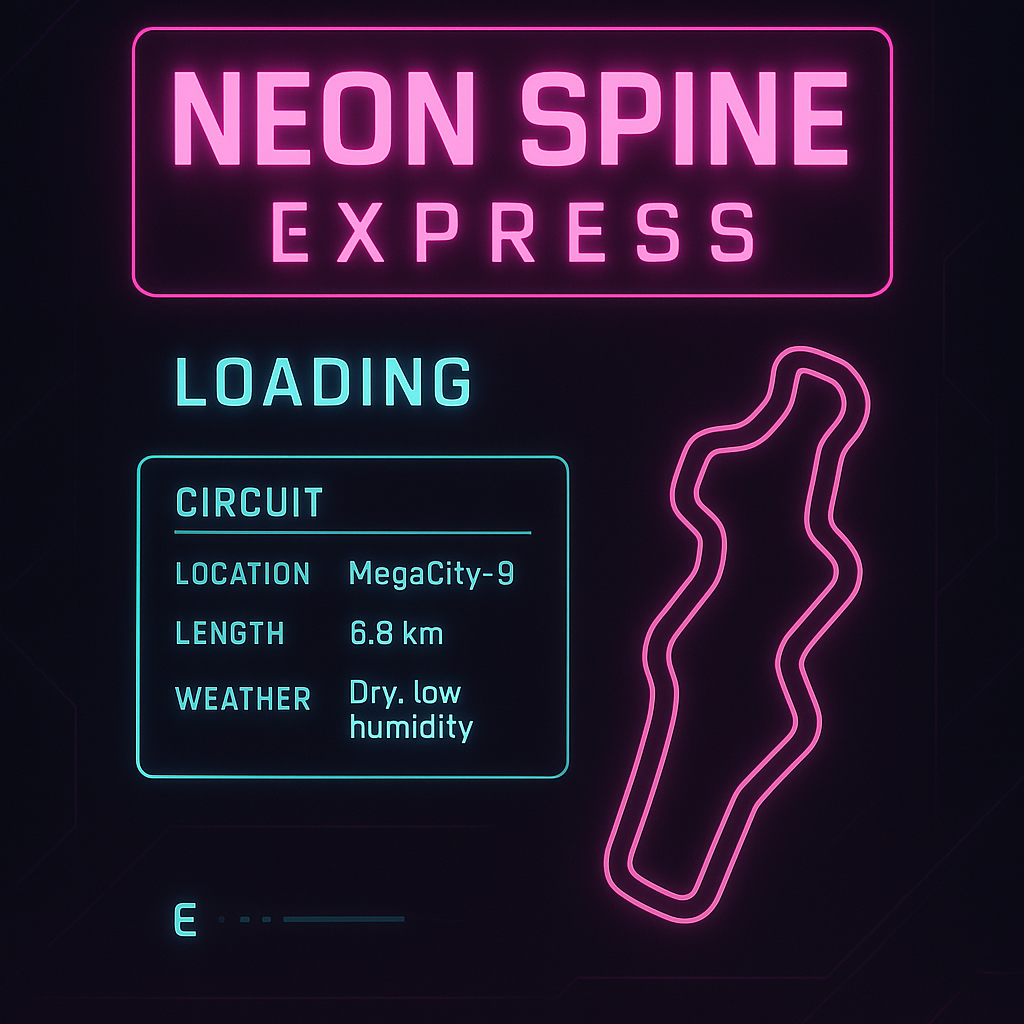 NEON SPINE
EXPRESS
LOADING
CIRCUIT
LOCATION MegaCity-9
LENGTH 6.8 km
WEATHER Dry. low
humidity
E